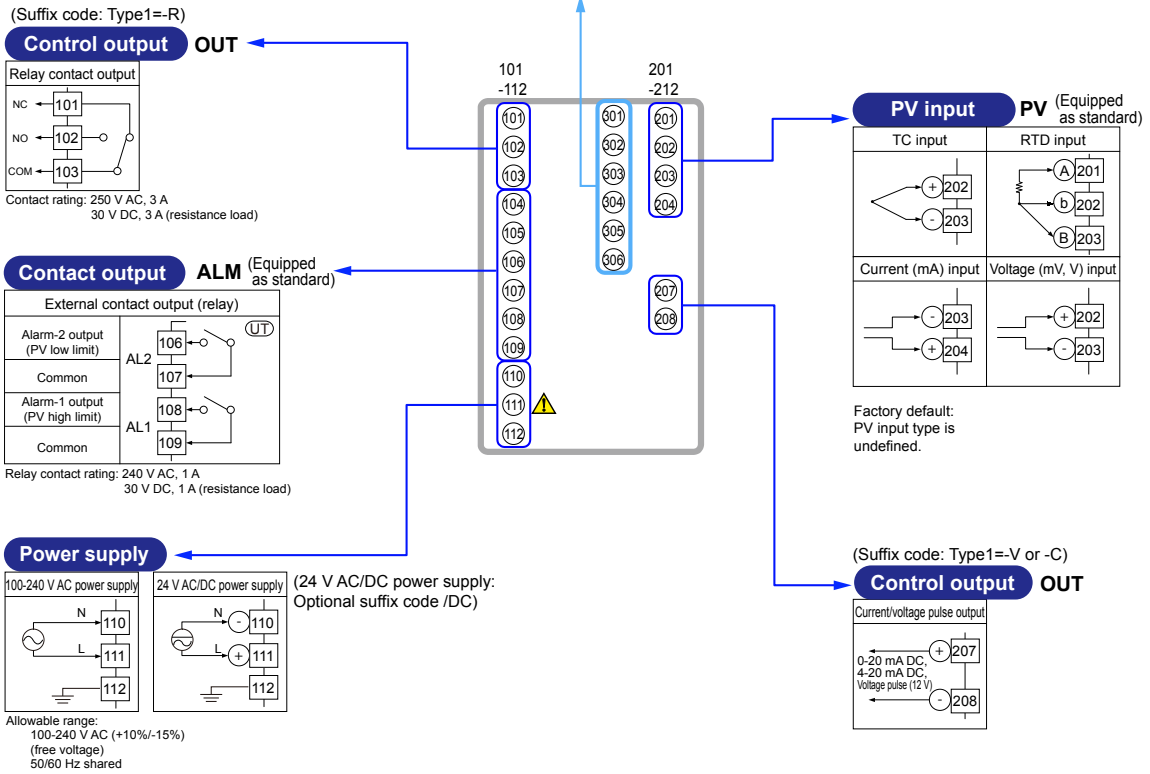 (Suffix code: Type1=-R)
Control output OUT
Relay contact output
NC 101
NO 102
COM 103
Contact rating: 250 V AC, 3 A
30 V DC, 3 A (resistance load)
Contact output ALM (Equipped
as standard)
External contact output (relay)
UT
Alarm-2 output
(PV low limit)
Common
AL2
106
107
Alarm-1 output
(PV high limit)
Common
AL1
108
109
Relay contact rating: 240 V AC, 1 A
30 V DC, 1 A (resistance load)
Power supply
100-240 V AC power supply
N 110
L 111
112
24 V AC/DC power supply
N - 110
L + 111
112
(24 V AC/DC power supply:
Optional suffix code /DC)
Allowable range:
100-240 V AC (+10%/-15%)
(free voltage)
50/60 Hz shared
101
-112
201
-212
101
102
103
104
105
106
107
108
109
110
111
112
301
302
303
304
305
306
201
202
203
204
207
208
PV input PV (Equipped
as standard)
TC input
+ 202
- 203
RTD input
A 201
b 202
B 203
Current (mA) input
- 203
+ 204
Voltage (mV, V) input
+ 202
- 203
Factory default:
PV input type is
undefined.
(Suffix code: Type1=-V or -C)
Control output OUT
Current/voltage pulse output
+ 207
0-20 mA DC,
4-20 mA DC,
Voltage pulse (12 V)
- 208